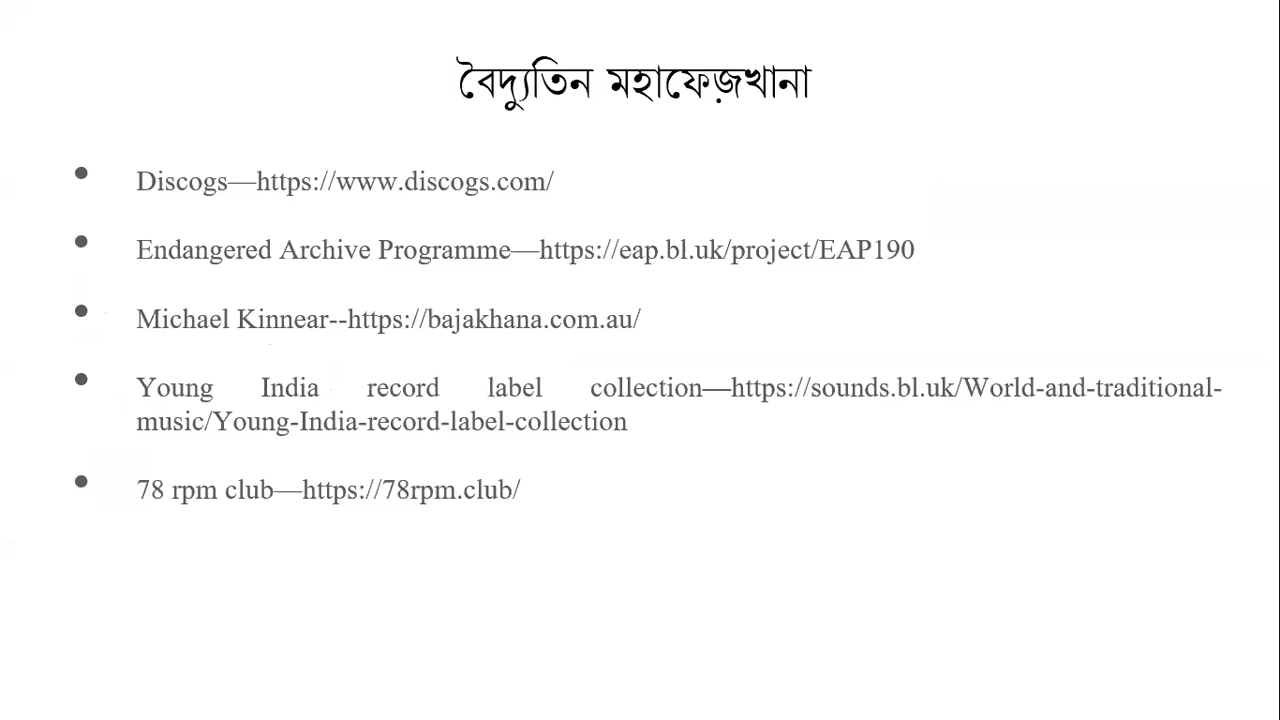 বৈদ্যুতিন মহাফেজ়খানা
• Discogs—https://www.discogs.com/
• Endangered Archive Programme—https://eap.bl.uk/project/EAP190
• Michael Kinnear--https://bajakhana.com.au/
• Young India record label collection—https://sounds.bl.uk/World-and-traditional-
music/Young-India-record-label-collection
• 78 rpm club—https://78rpm.club/